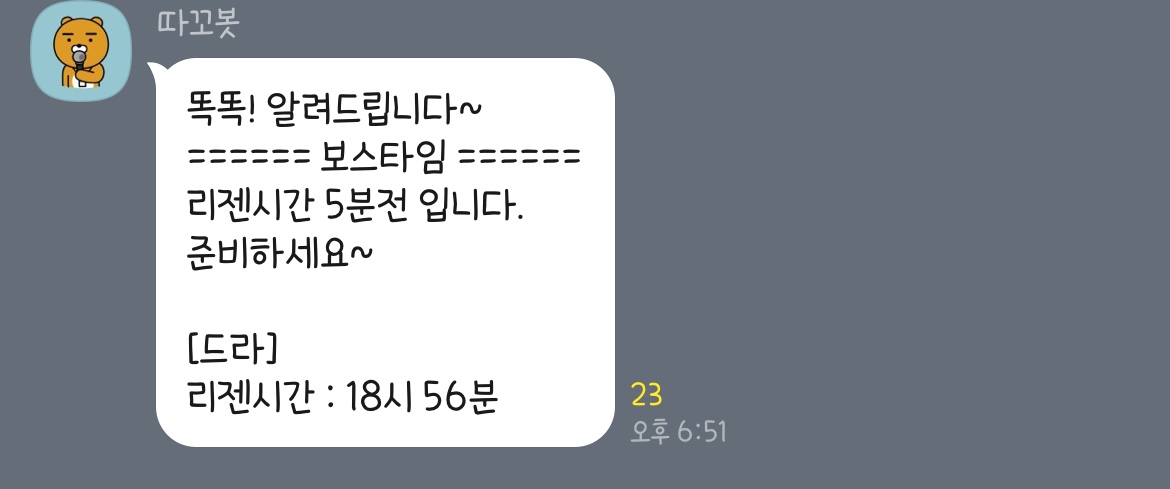 따꼬봇
똑똑! 알려드립니다~
====== 보스타임 ======
리젠시간 5분전 입니다.
준비하세요~
[드라]
리젠시간 : 18시 56분
23
오후 6:51